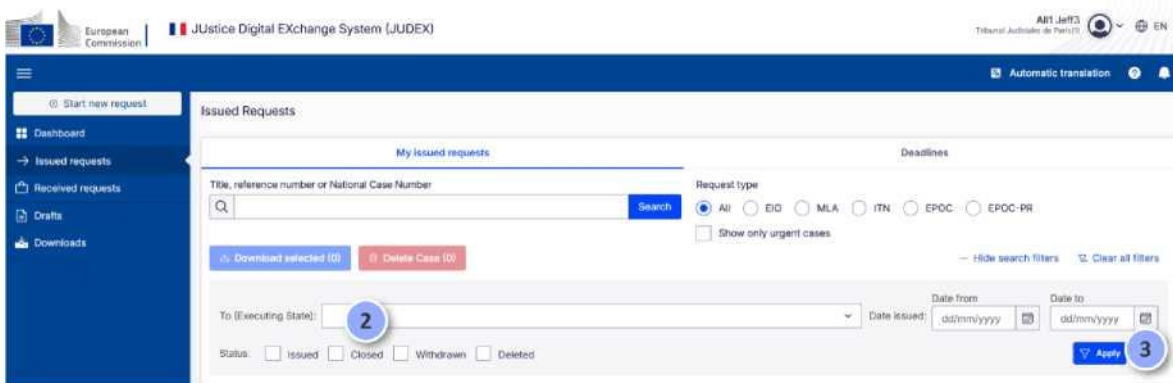 European
Commission
JUstice Digital EXchange System (JUDEX)
Tribunal Judiciaire de
EN
Automatic translation
Start new request
Issued Requests
Dashboard
Issued requests
My issued requests
Deadlines
Received requests
Title, reference number or National Case Number
Request type
Search
All EIO MLA ITN EPOC EPOC-PR
Drafts
Show only urgent cases
Downloads
Download selected (0)
Delete Case (0)
Hide search filters
Clear all filters
Date from
Date to
To (Executing State):
2
Date issued:
dd/mm/yyyy
dd/mm/yyyy
Status:
Issued Closed Withdrawn Deleted
Apply
3